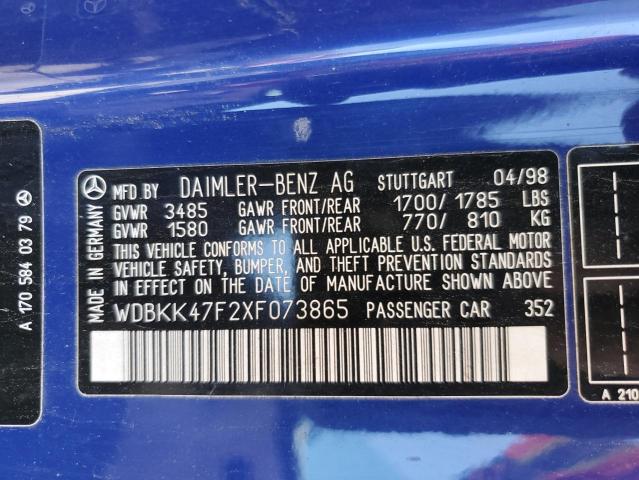 A 170 584 03 79
MADE IN GERMANY
MFD BY DAIMLER-BENZ AG STUTTGART 04/98
GVWR 3485 GAWR FRONT/REAR 1700/1785 LBS
GVWR 1580 GAWR FRONT/REAR 770/ 810 KG
THIS VEHICLE CONFORMS TO ALL APPLICABLE U.S. FEDERAL MOTOR
VEHICLE SAFETY, BUMPER, AND THEFT PREVENTION STANDARDS
IN EFFECT ON THE DATE OF MANUFACTURE SHOWN ABOVE
WDBKK47F2XF073865 PASSENGER CAR 352
A 210